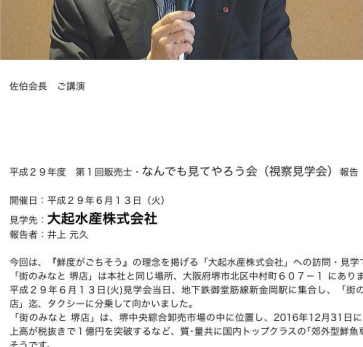 佐伯会長　ご講演
平成２９年度　第１回販売士・なんでも見てやろう会（視察見学会）報告
開催日：平成２９年６月１３日（火）
見学先：大起水産株式会社
報告者：井上 元久
今回は、『鮮度がごちそう』の理念を掲げる「大起水産株式会社」への訪問・見学
「街のみなと 堺店」は本社と同じ場所、大阪府堺市北区中村町６０７－１ にありま
平成２９年６月１３日(火)見学会当日、地下鉄御堂筋線新金岡駅に集合し、「街の
店」迄、タクシーに分乗して向かいました。
「街のみなと 堺店」は、堺中央綜合卸売市場の中に位置し、2016年12月31日に
上高が税抜きで１億円を突破するなど、質･量共に国内トップクラスの｢郊外型鮮魚
そうです。